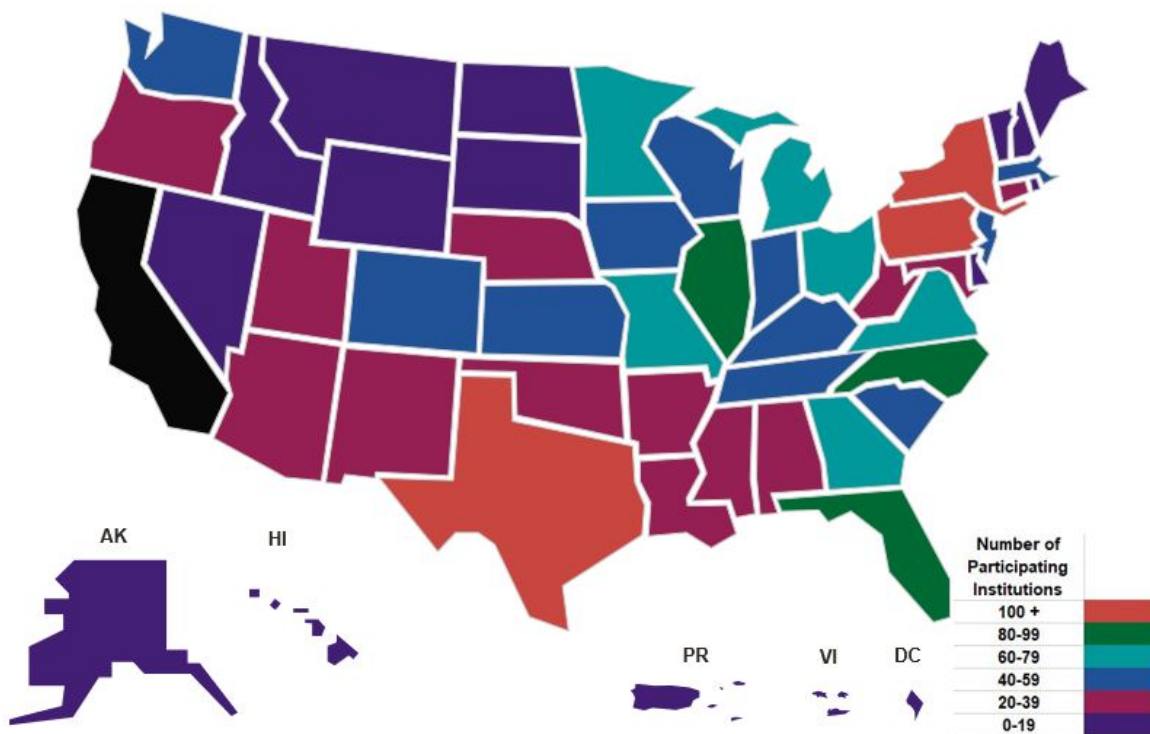 AK
HI
PR
VI
DC
Number of
Participating
Institutions
100 +
80-99
60-79
40-59
20-39
0-19